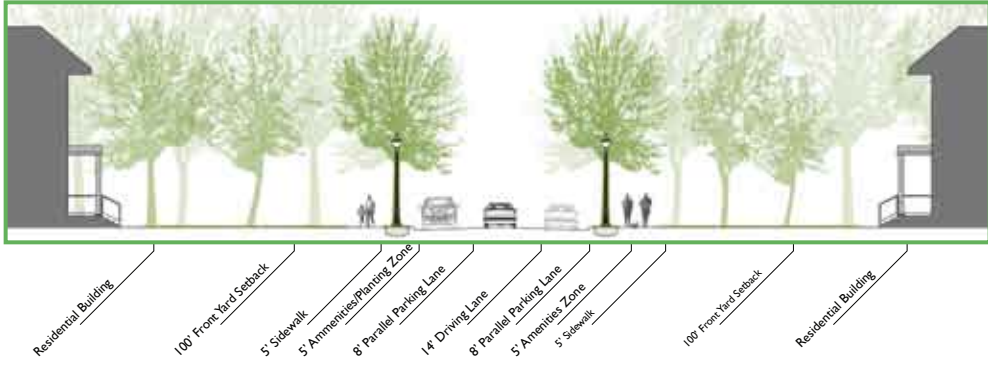 Residential Building
100' Front Yard Setback
5' Sidewalk
5' Ammenities/Planting Zone
8' Parallel Parking Lane
14' Driving Lane
8' Parallel Parking Lane
5' Amenities Zone
5' Sidewalk
100' Front Yard Setback
Residential Building